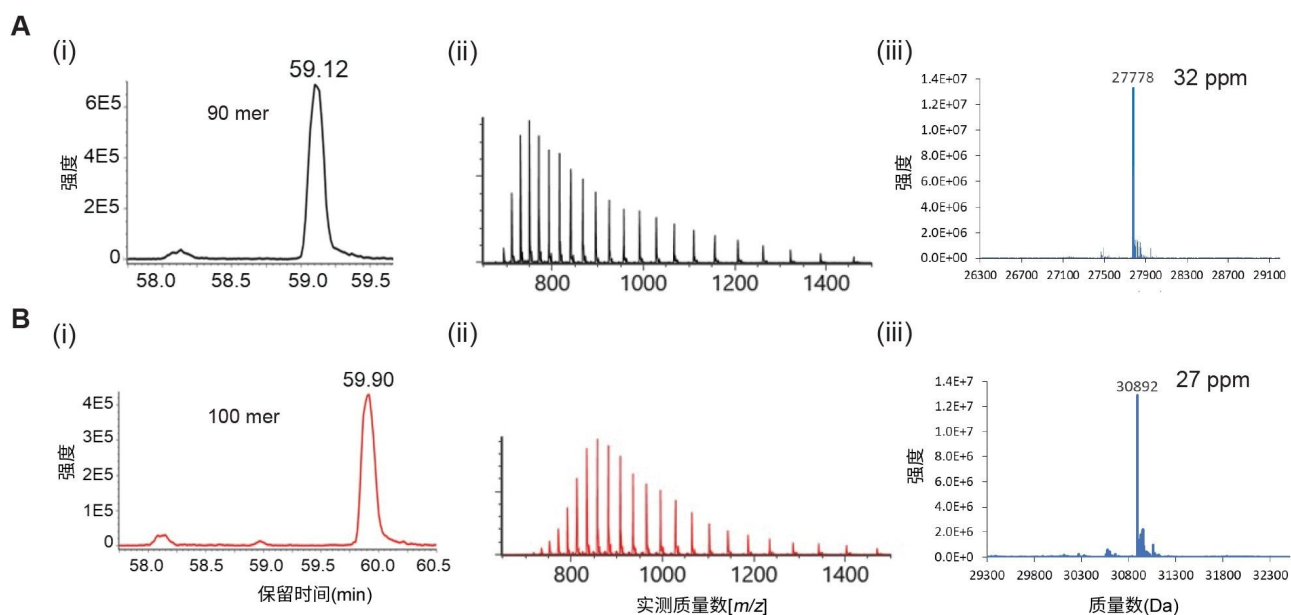 A
(i)
59.12
90 mer
强度
6E5
4E5
2E5
0
58.0
58.5
59.0
59.5
(ii)
800
1000
1200
1400
(iii)
27778
32 ppm
强度
1.4E+07
1.2E+07
1.0E+07
8.0E+06
6.0E+06
4.0E+06
2.0E+06
0.0E+00
26300 26700 27100 27500 27900 28300 28700 29100
B
(i)
59.90
100 mer
强度
4E5
3E5
2E5
1E5
0
58.0 58.5 59.0 59.5 60.0 60.5
保留时间(min)
(ii)
800
1000
1200
1400
实测质量数[m/z]
(iii)
30892
27 ppm
强度
1.4E+7
1.2E+7
1.0E+7
8.0E+6
6.0E+6
4.0E+6
2.0E+6
0.0E+0
29300 29800 30300 30800 31300 31800 32300
质量数(Da)